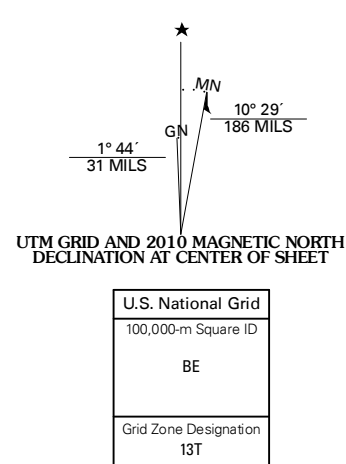 MN
GN
10° 29´
186 MILS
1° 44´
31 MILS
UTM GRID AND 2010 MAGNETIC NORTH
DECLINATION AT CENTER OF SHEET
U.S. National Grid
100,000-m Square ID
BE
Grid Zone Designation
13T